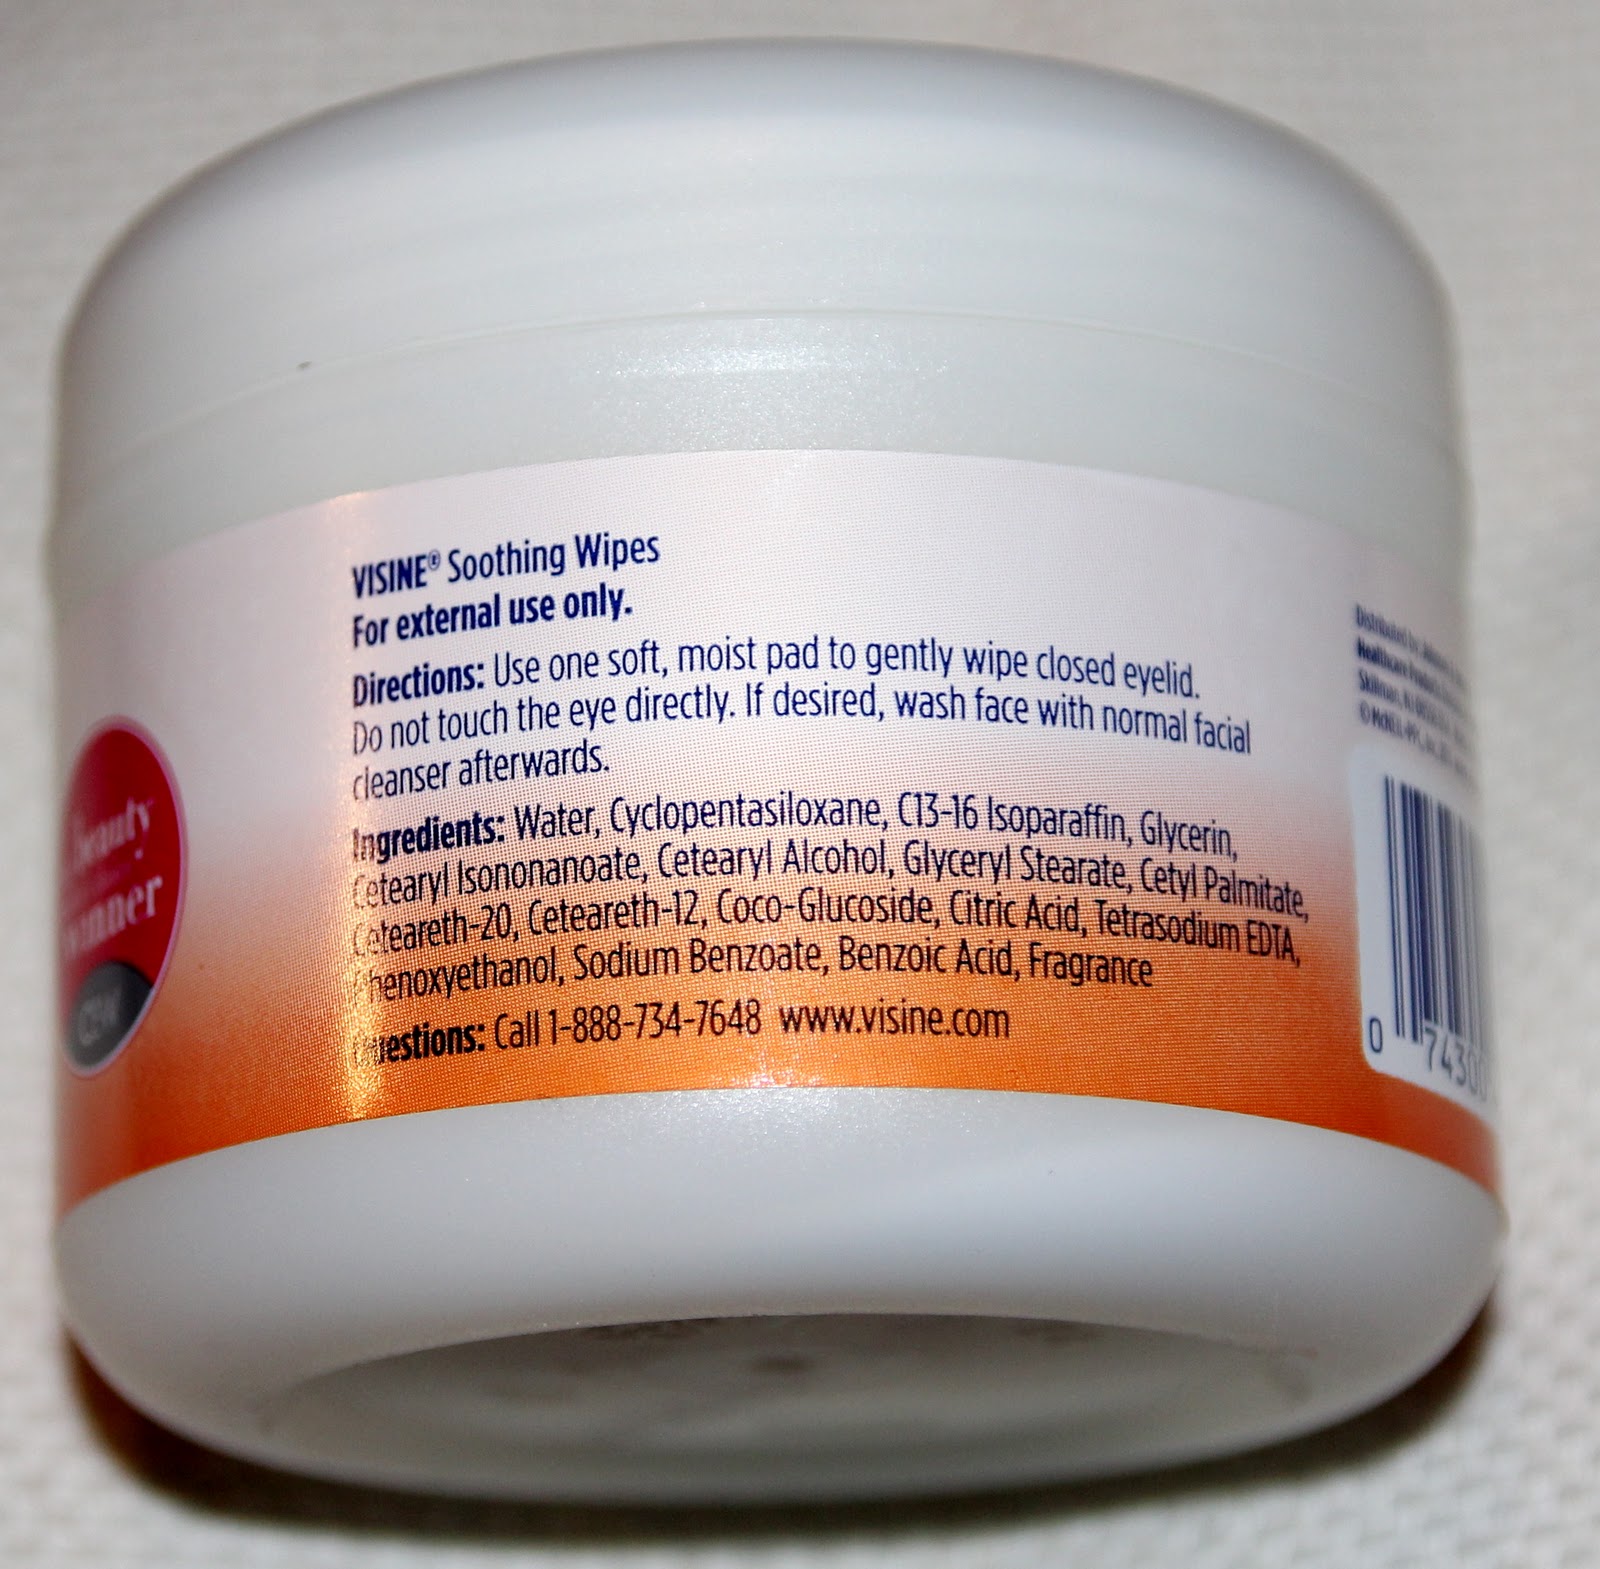 VISINE® Soothing Wipes
For external use only.
Directions: Use one soft, moist pad to gently wipe closed eyelid.
Do not touch the eye directly. If desired, wash face with normal facial
cleanser afterwards.
Ingredients: Water, Cyclopentasiloxane, C13-16 Isoparaffin, Glycerin,
Cetearyl Isononanoate, Cetearyl Alcohol, Glyceryl Stearate, Cetyl Palmitate,
Ceteareth-20, Ceteareth-12, Coco-Glucoside, Citric Acid, Tetrasodium EDTA,
Phenoxyethanol, Sodium Benzoate, Benzoic Acid, Fragrance
Questions: Call 1-888-734-7648 www.visine.com
beauty
winner
CEW
Distributed by:
Healthcare
Skillman, NJ
0 74300